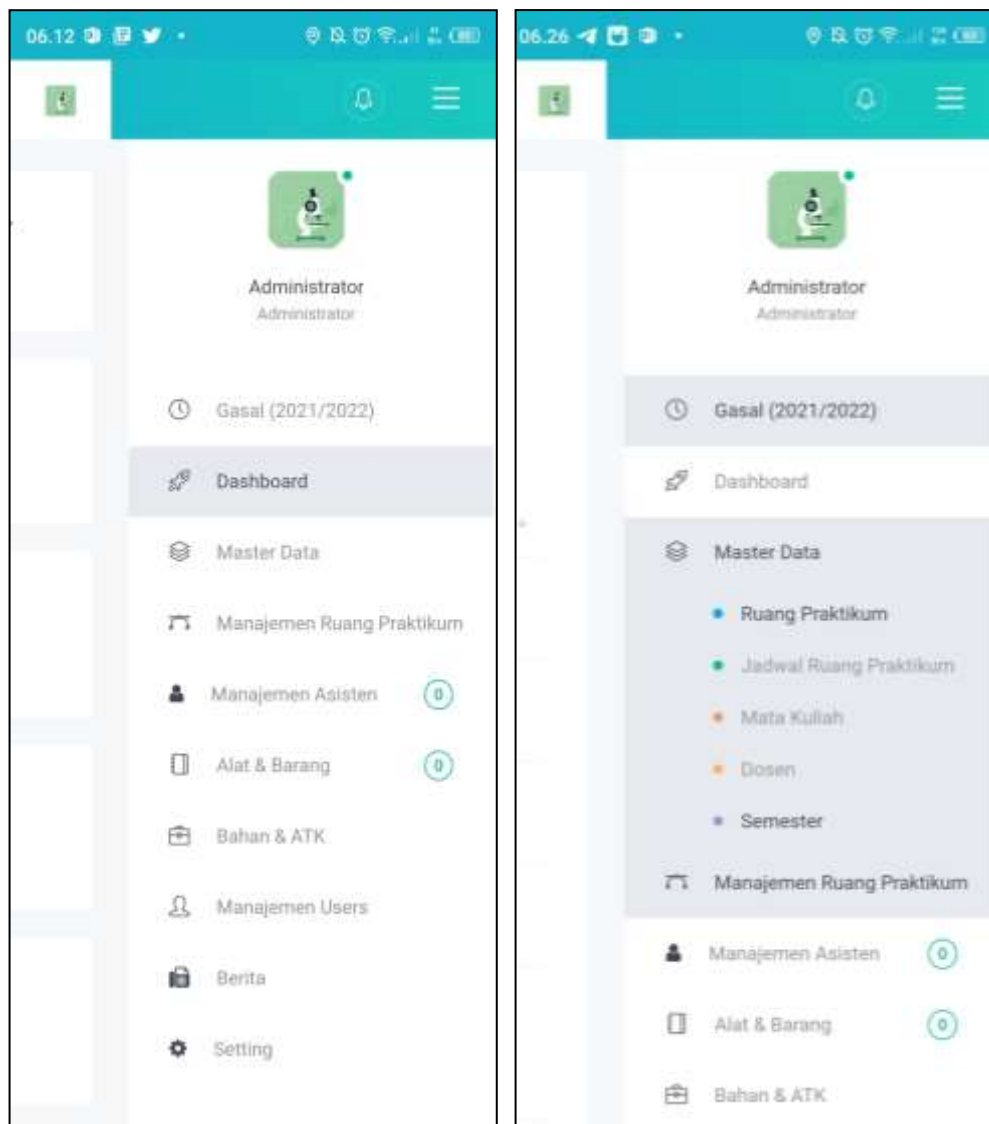 06.12
Administrator
Administrator
Gasal (2021/2022)
Dashboard
Master Data
Manajemen Ruang Praktikum
Manajemen Asisten 0
Alat & Barang 0
Bahan & ATK
Manajemen Users
Berita
Setting
06.26
Administrator
Administrator
Gasal (2021/2022)
Dashboard
Master Data
Ruang Praktikum
Jadwal Ruang Praktikum
Mata Kuliah
Dosen
Semester
Manajemen Ruang Praktikum
Manajemen Asisten 0
Alat & Barang 0
Bahan & ATK